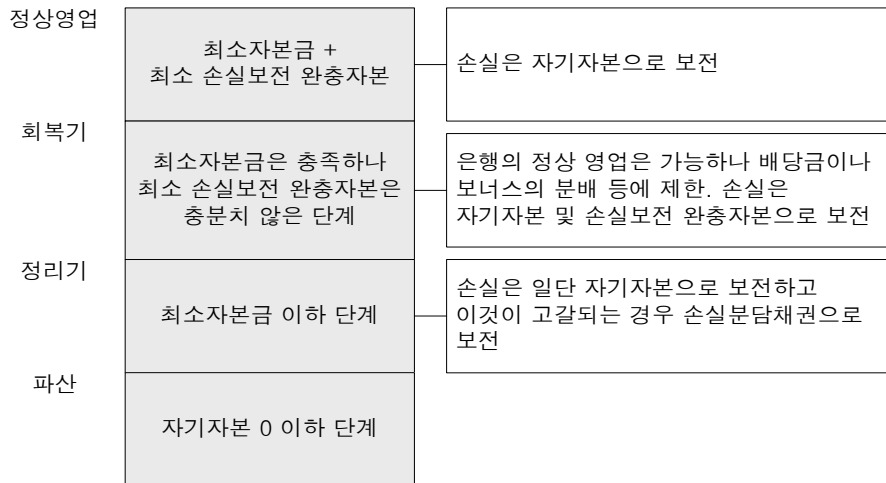 정상영업
최소자본금 +
최소 손실보전 완충자본
손실은 자기자본으로 보전
회복기
최소자본금은 충족하나
최소 손실보전 완충자본은
충분치 않은 단계
은행의 정상 영업은 가능하나 배당금이나
보너스의 분배 등에 제한. 손실은
자기자본 및 손실보전 완충자본으로 보전
정리기
최소자본금 이하 단계
손실은 일단 자기자본으로 보전하고
이것이 고갈되는 경우 손실분담채권으로
보전
파산
자기자본 0 이하 단계